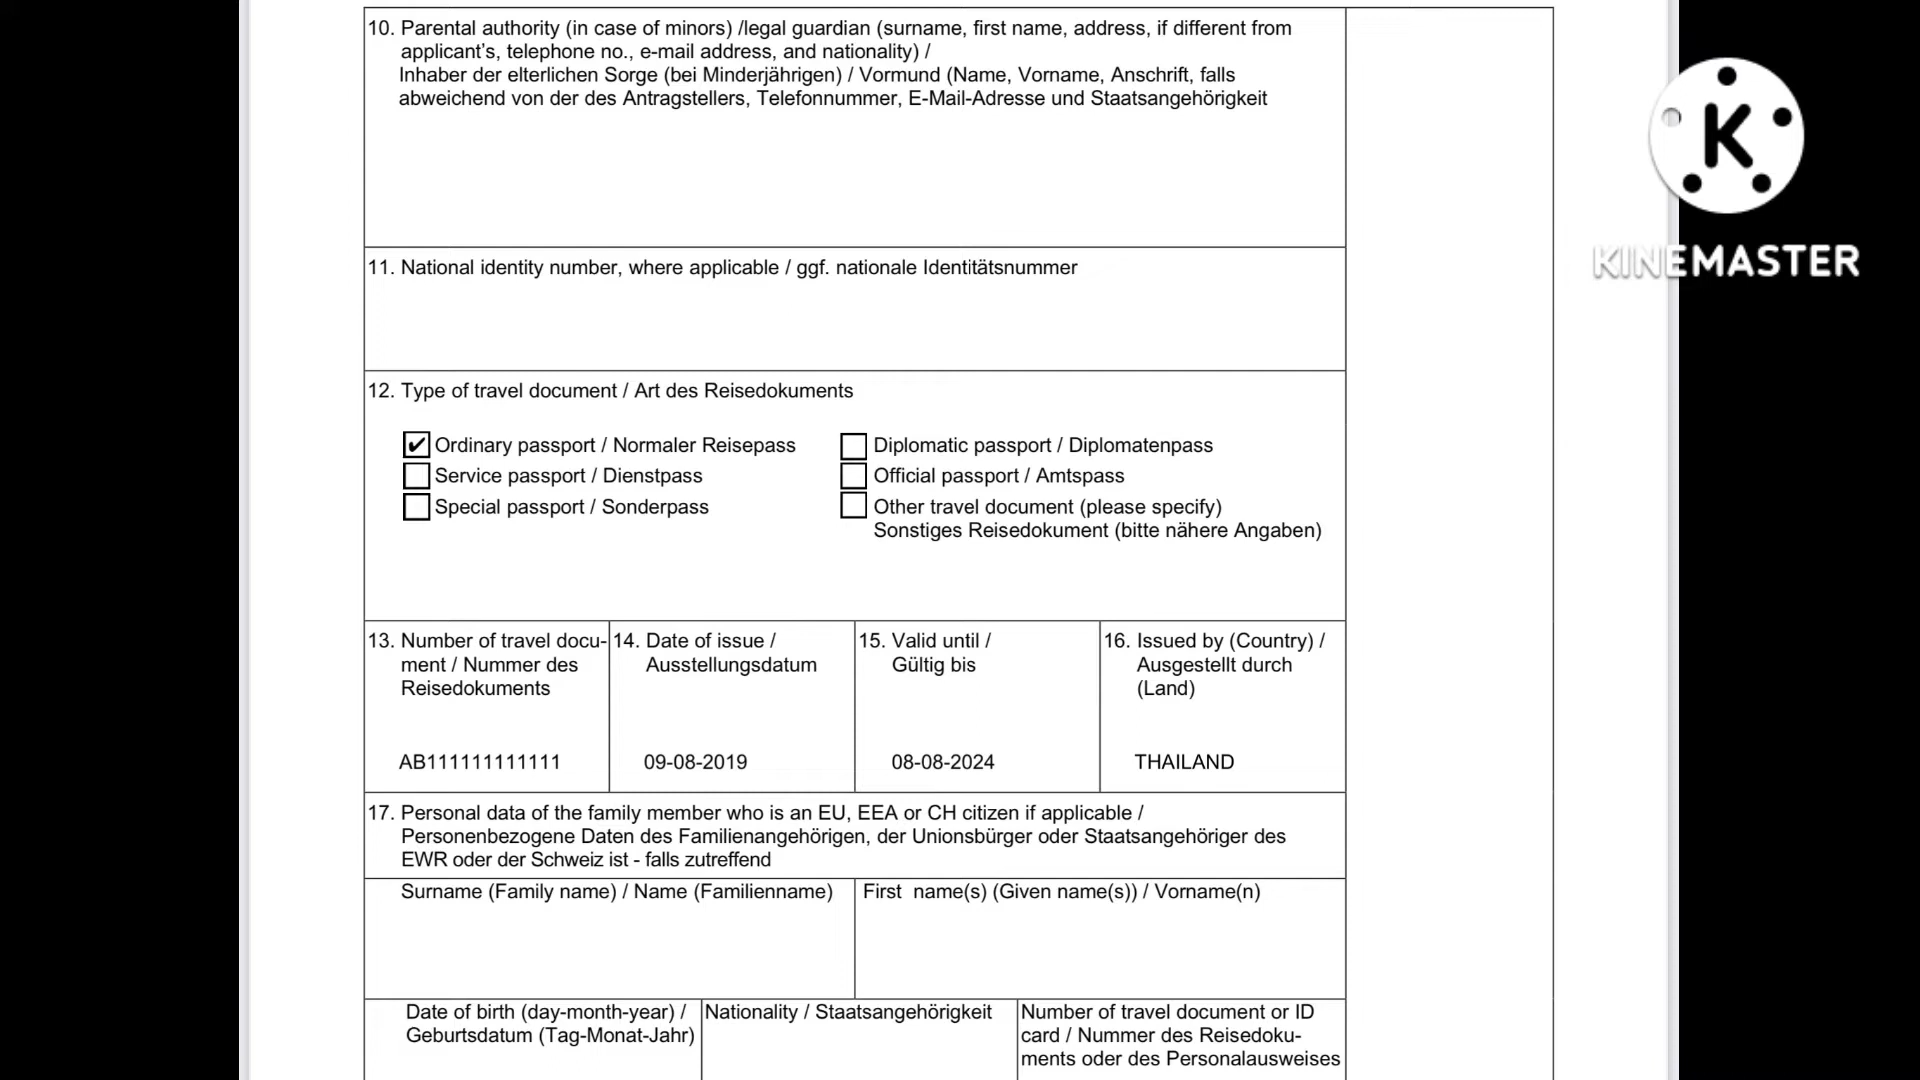 10. Parental authority (in case of minors) /legal guardian (surname, first name, address, if different from
applicant's, telephone no., e-mail address, and nationality) /
Inhaber der elterlichen Sorge (bei Minderjährigen) / Vormund (Name, Vorname, Anschrift, falls
abweichend von der des Antragstellers, Telefonnummer, E-Mail-Adresse und Staatsangehörigkeit
K
KINEMASTER
11. National identity number, where applicable / ggf. nationale Identitätsnummer
12. Type of travel document / Art des Reisedokuments
✔ Ordinary passport / Normaler Reisepass
Diplomatic passport / Diplomatenpass
Service passport / Dienstpass
Official passport / Amtspass
Special passport / Sonderpass
Other travel document (please specify)
Sonstiges Reisedokument (bitte nähere Angaben)
13. Number of travel docu-
ment / Nummer des
Reisedokuments
AB111111111111
14. Date of issue /
Ausstellungsdatum
09-08-2019
15. Valid until /
Gültig bis
08-08-2024
16. Issued by (Country) /
Ausgestellt durch
(Land)
THAILAND
17. Personal data of the family member who is an EU, EEA or CH citizen if applicable /
Personenbezogene Daten des Familienangehörigen, der Unionsbürger oder Staatsangehöriger des
EWR oder der Schweiz ist - falls zutreffend
Surname (Family name) / Name (Familienname)
First name(s) (Given name(s)) / Vorname(n)
Date of birth (day-month-year) /
Geburtsdatum (Tag-Monat-Jahr)
Nationality / Staatsangehörigkeit
Number of travel document or ID
card / Nummer des Reisedoku-
ments oder des Personalausweises